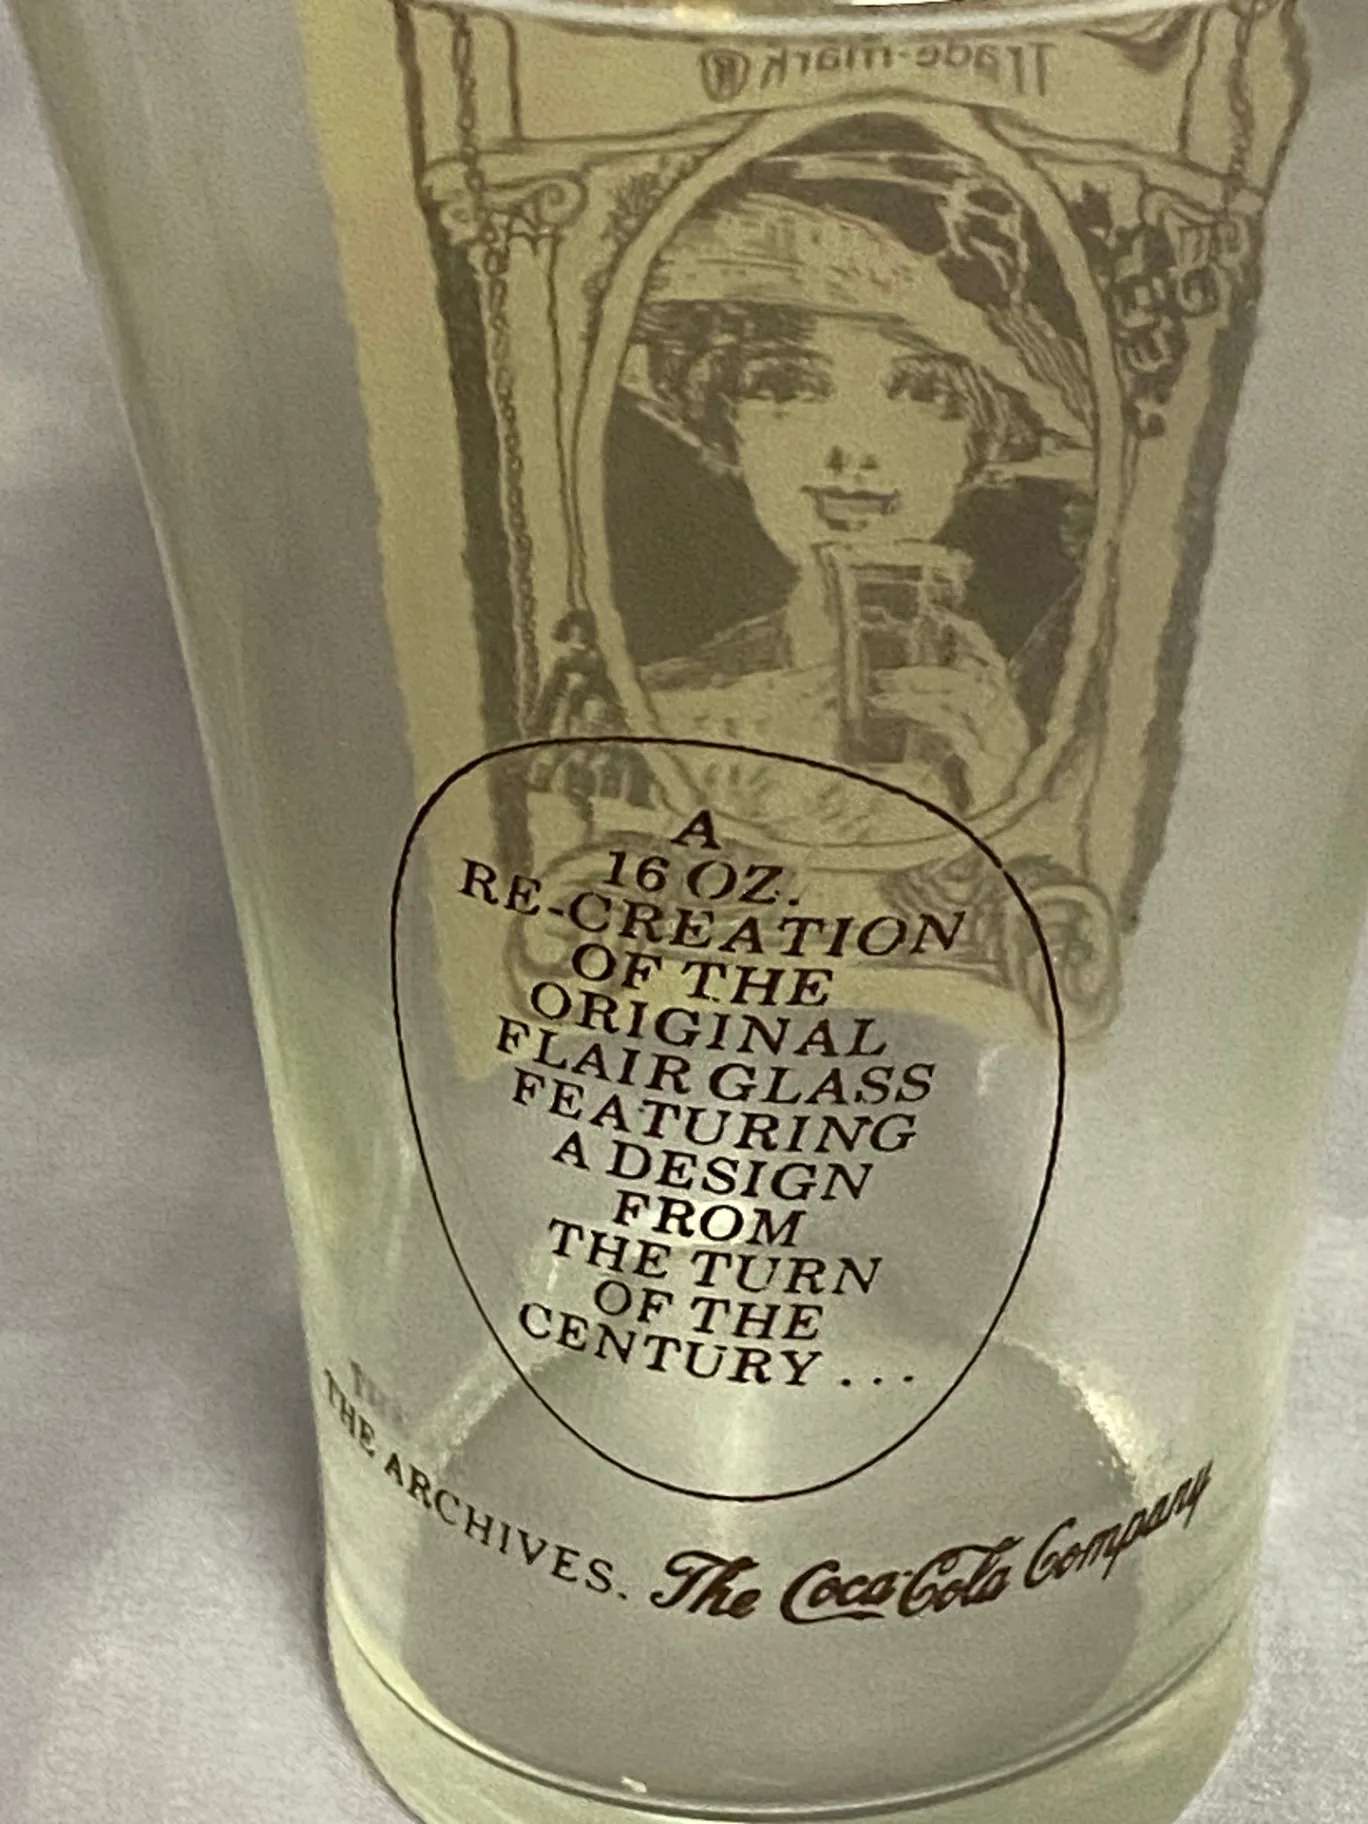 Trade-mark ®
A
16 OZ.
RE-CREATION
OF THE
ORIGINAL
FLAIR GLASS
FEATURING
A DESIGN
FROM
THE TURN
OF THE
CENTURY...
THE ARCHIVES. The Coca-Cola Company